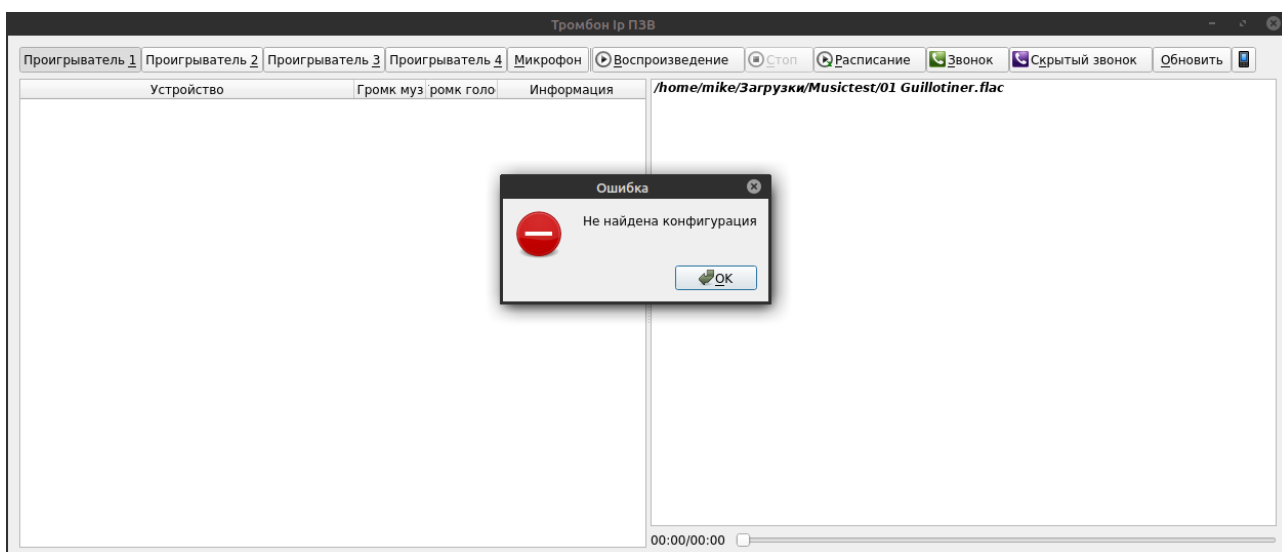 Тромбон Ip ПЗВ
Проигрыватель 1 Проигрыватель 2 Проигрыватель 3 Проигрыватель 4 Микрофон Воспроизведение Стоп Расписание Звонок Скрытый звонок Обновить
Устройство Громк муз ромк голо Информация
/home/mike/Загрузки/Musictest/01 Guillotiner.flac
Ошибка
Не найдена конфигурация
OK
00:00/00:00